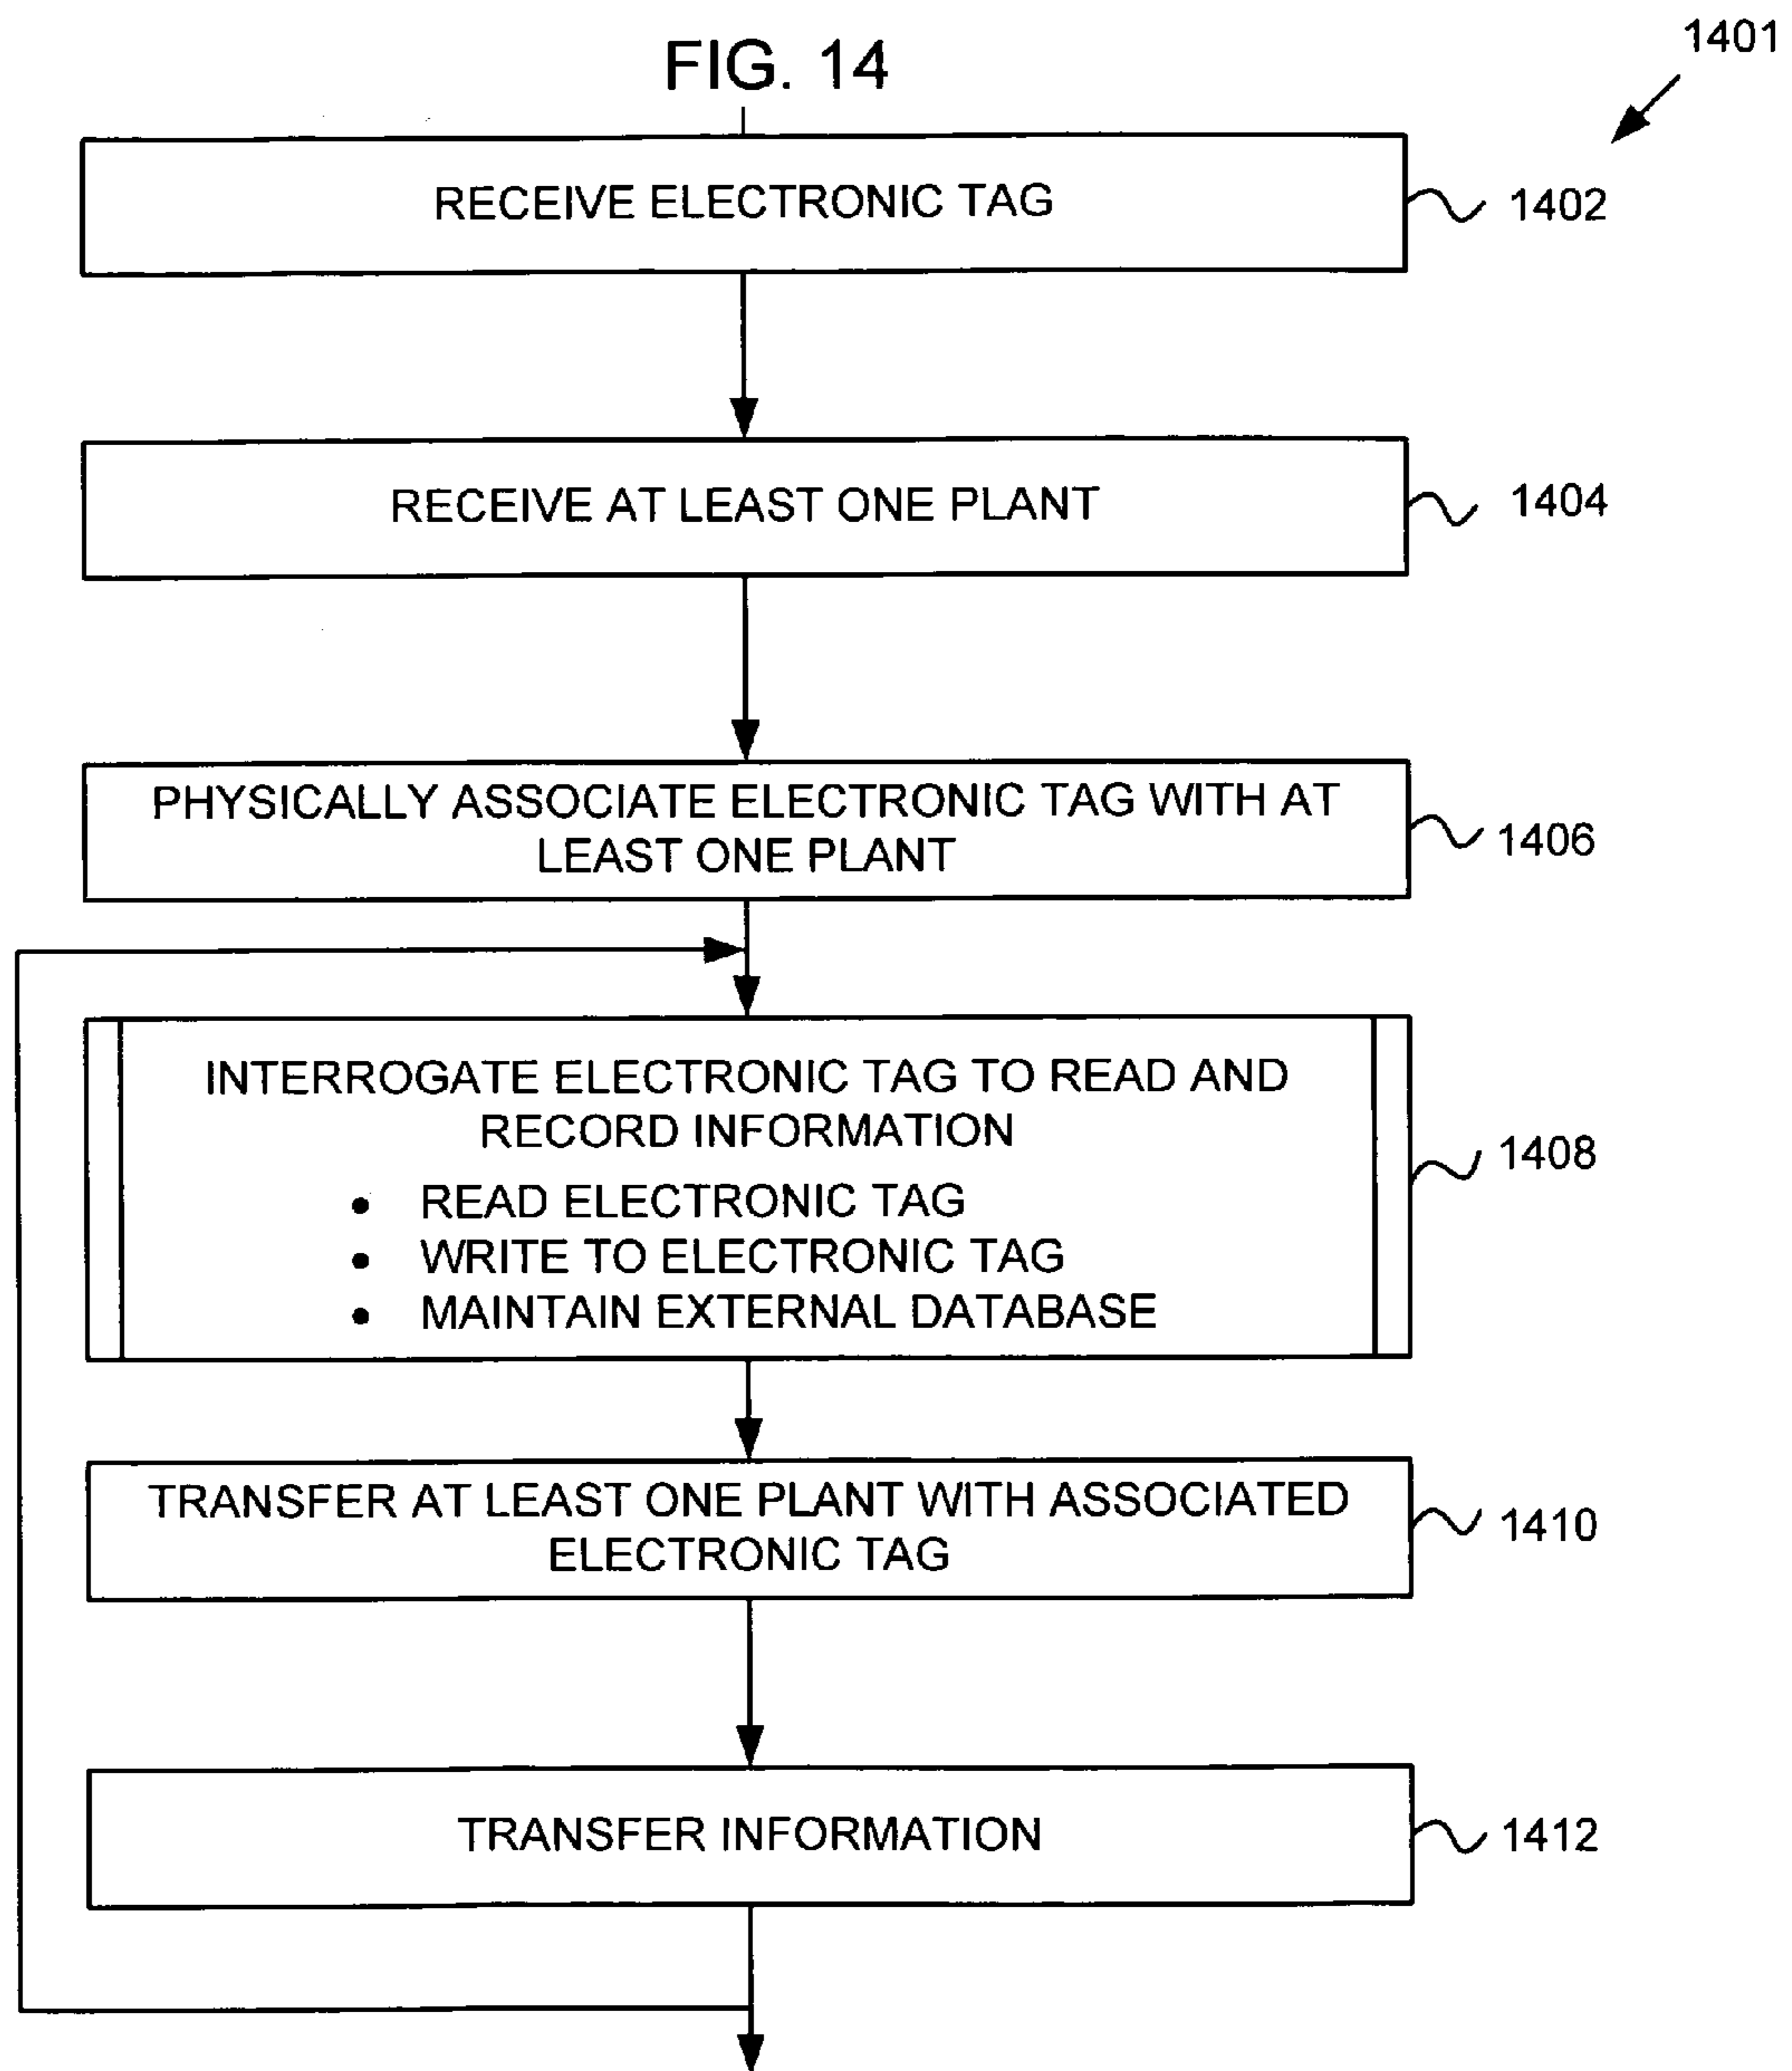 FIG. 14
1401
RECEIVE ELECTRONIC TAG
1402
RECEIVE AT LEAST ONE PLANT
1404
PHYSICALLY ASSOCIATE ELECTRONIC TAG WITH AT
LEAST ONE PLANT
1406
INTERROGATE ELECTRONIC TAG TO READ AND
RECORD INFORMATION
• READ ELECTRONIC TAG
• WRITE TO ELECTRONIC TAG
• MAINTAIN EXTERNAL DATABASE
1408
TRANSFER AT LEAST ONE PLANT WITH ASSOCIATED
ELECTRONIC TAG
1410
TRANSFER INFORMATION
1412